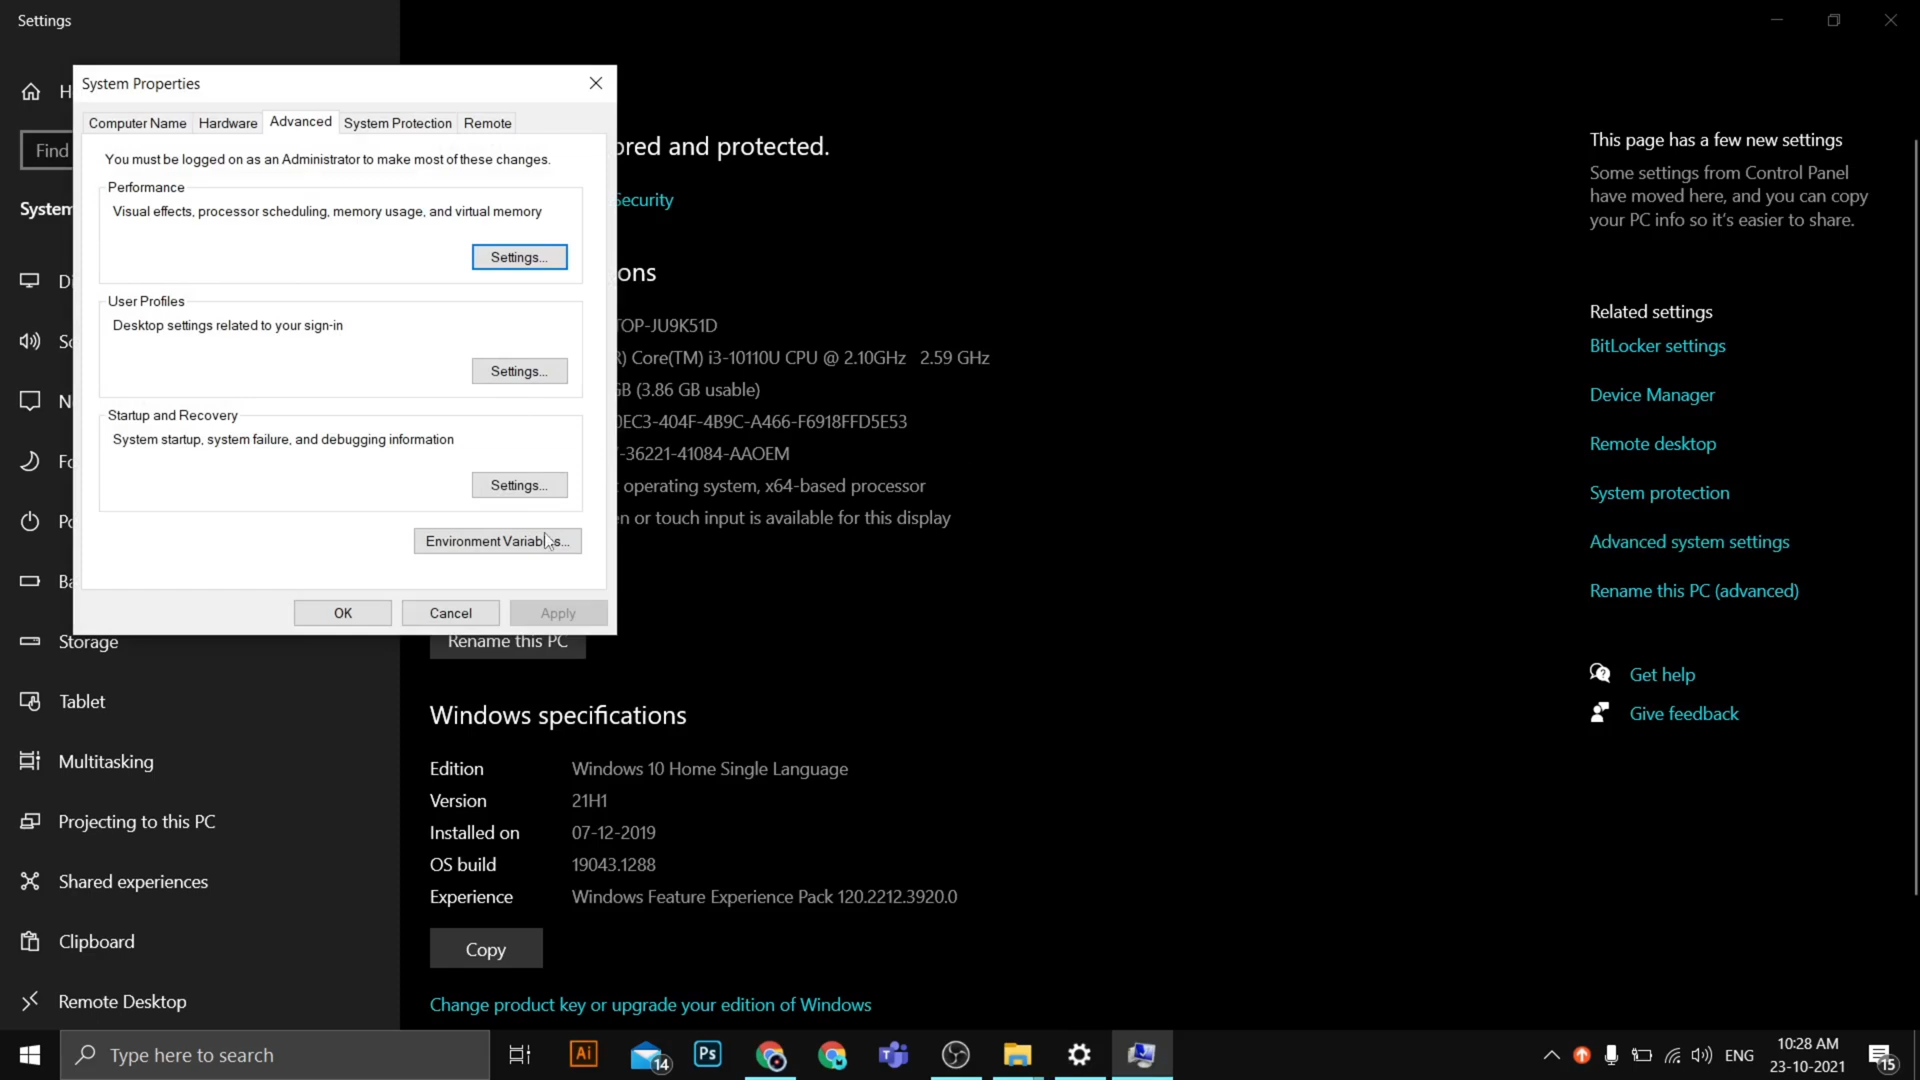 Settings
System Properties
Computer Name
Hardware
Advanced
System Protection
Remote
You must be logged on as an Administrator to make most of these changes.
Performance
Visual effects, processor scheduling, memory usage, and virtual memory
Settings...
User Profiles
Desktop settings related to your sign-in
Settings...
Startup and Recovery
System startup, system failure, and debugging information
Settings...
Environment Variables...
OK
Cancel
Apply
H
Find
System
Di
So
N
Fo
Po
Ba
Storage
Tablet
Multitasking
Projecting to this PC
Shared experiences
Clipboard
Remote Desktop
ored and protected.
Security
ons
TOP-JU9K51D
R) Core(TM) i3-10110U CPU @ 2.10GHz 2.59 GHz
GB (3.86 GB usable)
0EC3-404F-4B9C-A466-F6918FFD5E53
-36221-41084-AAOEM
operating system, x64-based processor
en or touch input is available for this display
Rename this PC
Windows specifications
Edition Windows 10 Home Single Language
Version 21H1
Installed on 07-12-2019
OS build 19043.1288
Experience Windows Feature Experience Pack 120.2212.3920.0
Copy
Change product key or upgrade your edition of Windows
This page has a few new settings
Some settings from Control Panel
have moved here, and you can copy
your PC info so it's easier to share.
Related settings
BitLocker settings
Device Manager
Remote desktop
System protection
Advanced system settings
Rename this PC (advanced)
Get help
Give feedback
Type here to search
Ai
14
Ps
ENG
10:28 AM
23-10-2021
15